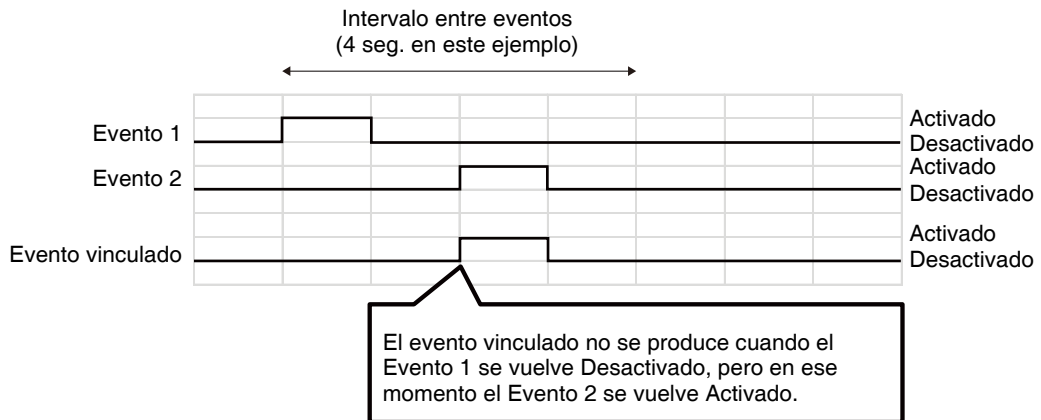 Intervalo entre eventos
(4 seg. en este ejemplo)
Evento 1
Activado
Desactivado
Evento 2
Activado
Desactivado
Evento vinculado
Activado
Desactivado
El evento vinculado no se produce cuando el
Evento 1 se vuelve Desactivado, pero en ese
momento el Evento 2 se vuelve Activado.